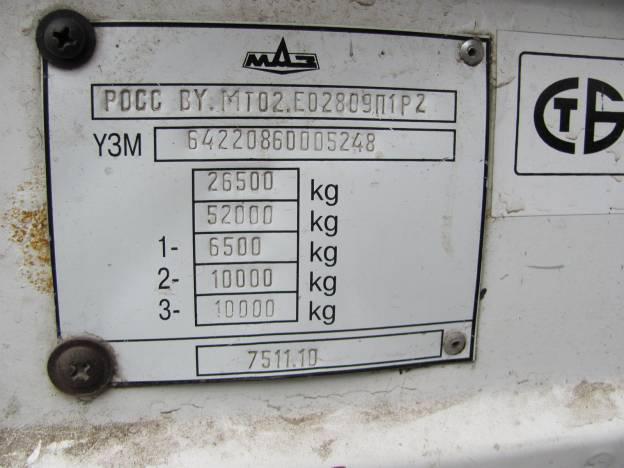 МАЗ
РОСС BY.МТ02.Е02809П1Р2
УЗМ 64220860005248
26500 kg
52000 kg
1- 6500 kg
2- 10000 kg
3- 10000 kg
7511.10
СТБ